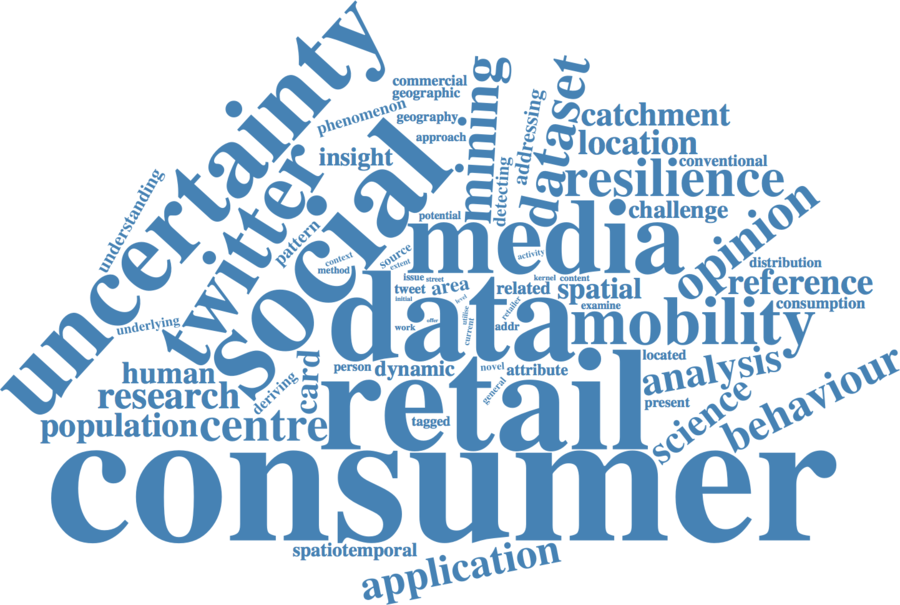 uncertainty
commercial
geographic
phenomenon
geography
approach
mining
addressing
dataset
catchment
location
conventional
insight
twitter
social
detecting
resilience
challenge
understanding
pattern
potential
media
opinion
context
method
source
extent
activity
distribution
issue
street
kernel
content
tweet
area
related
spatial
reference
initial
level
retailer
examine
consumption
underlying
data
mobility
work
offer
utilise
current
addr
located
human
card
person
dynamic
novel
attribute
analysis
research
deriving
general
present
behaviour
population
centre
retail
tagged
science
consumer
spatiotemporal
application